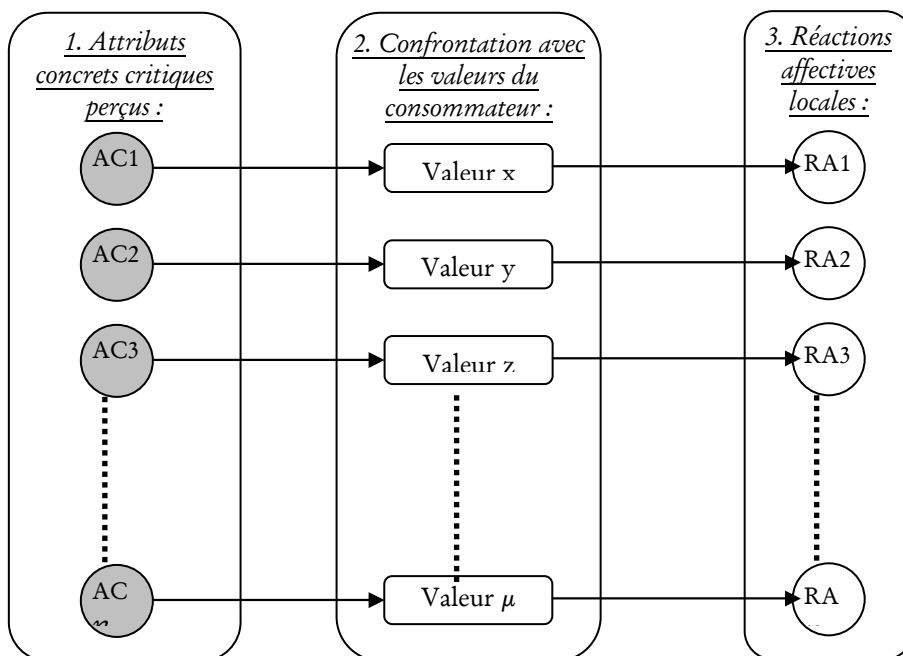 1. Attributs
concrets critiques
perçus :
2. Confrontation avec
les valeurs du
consommateur :
3. Réactions
affectives
locales :
AC1
Valeur x
RA1
AC2
Valeur y
RA2
AC3
Valeur z
RA3
AC
Valeur μ
RA